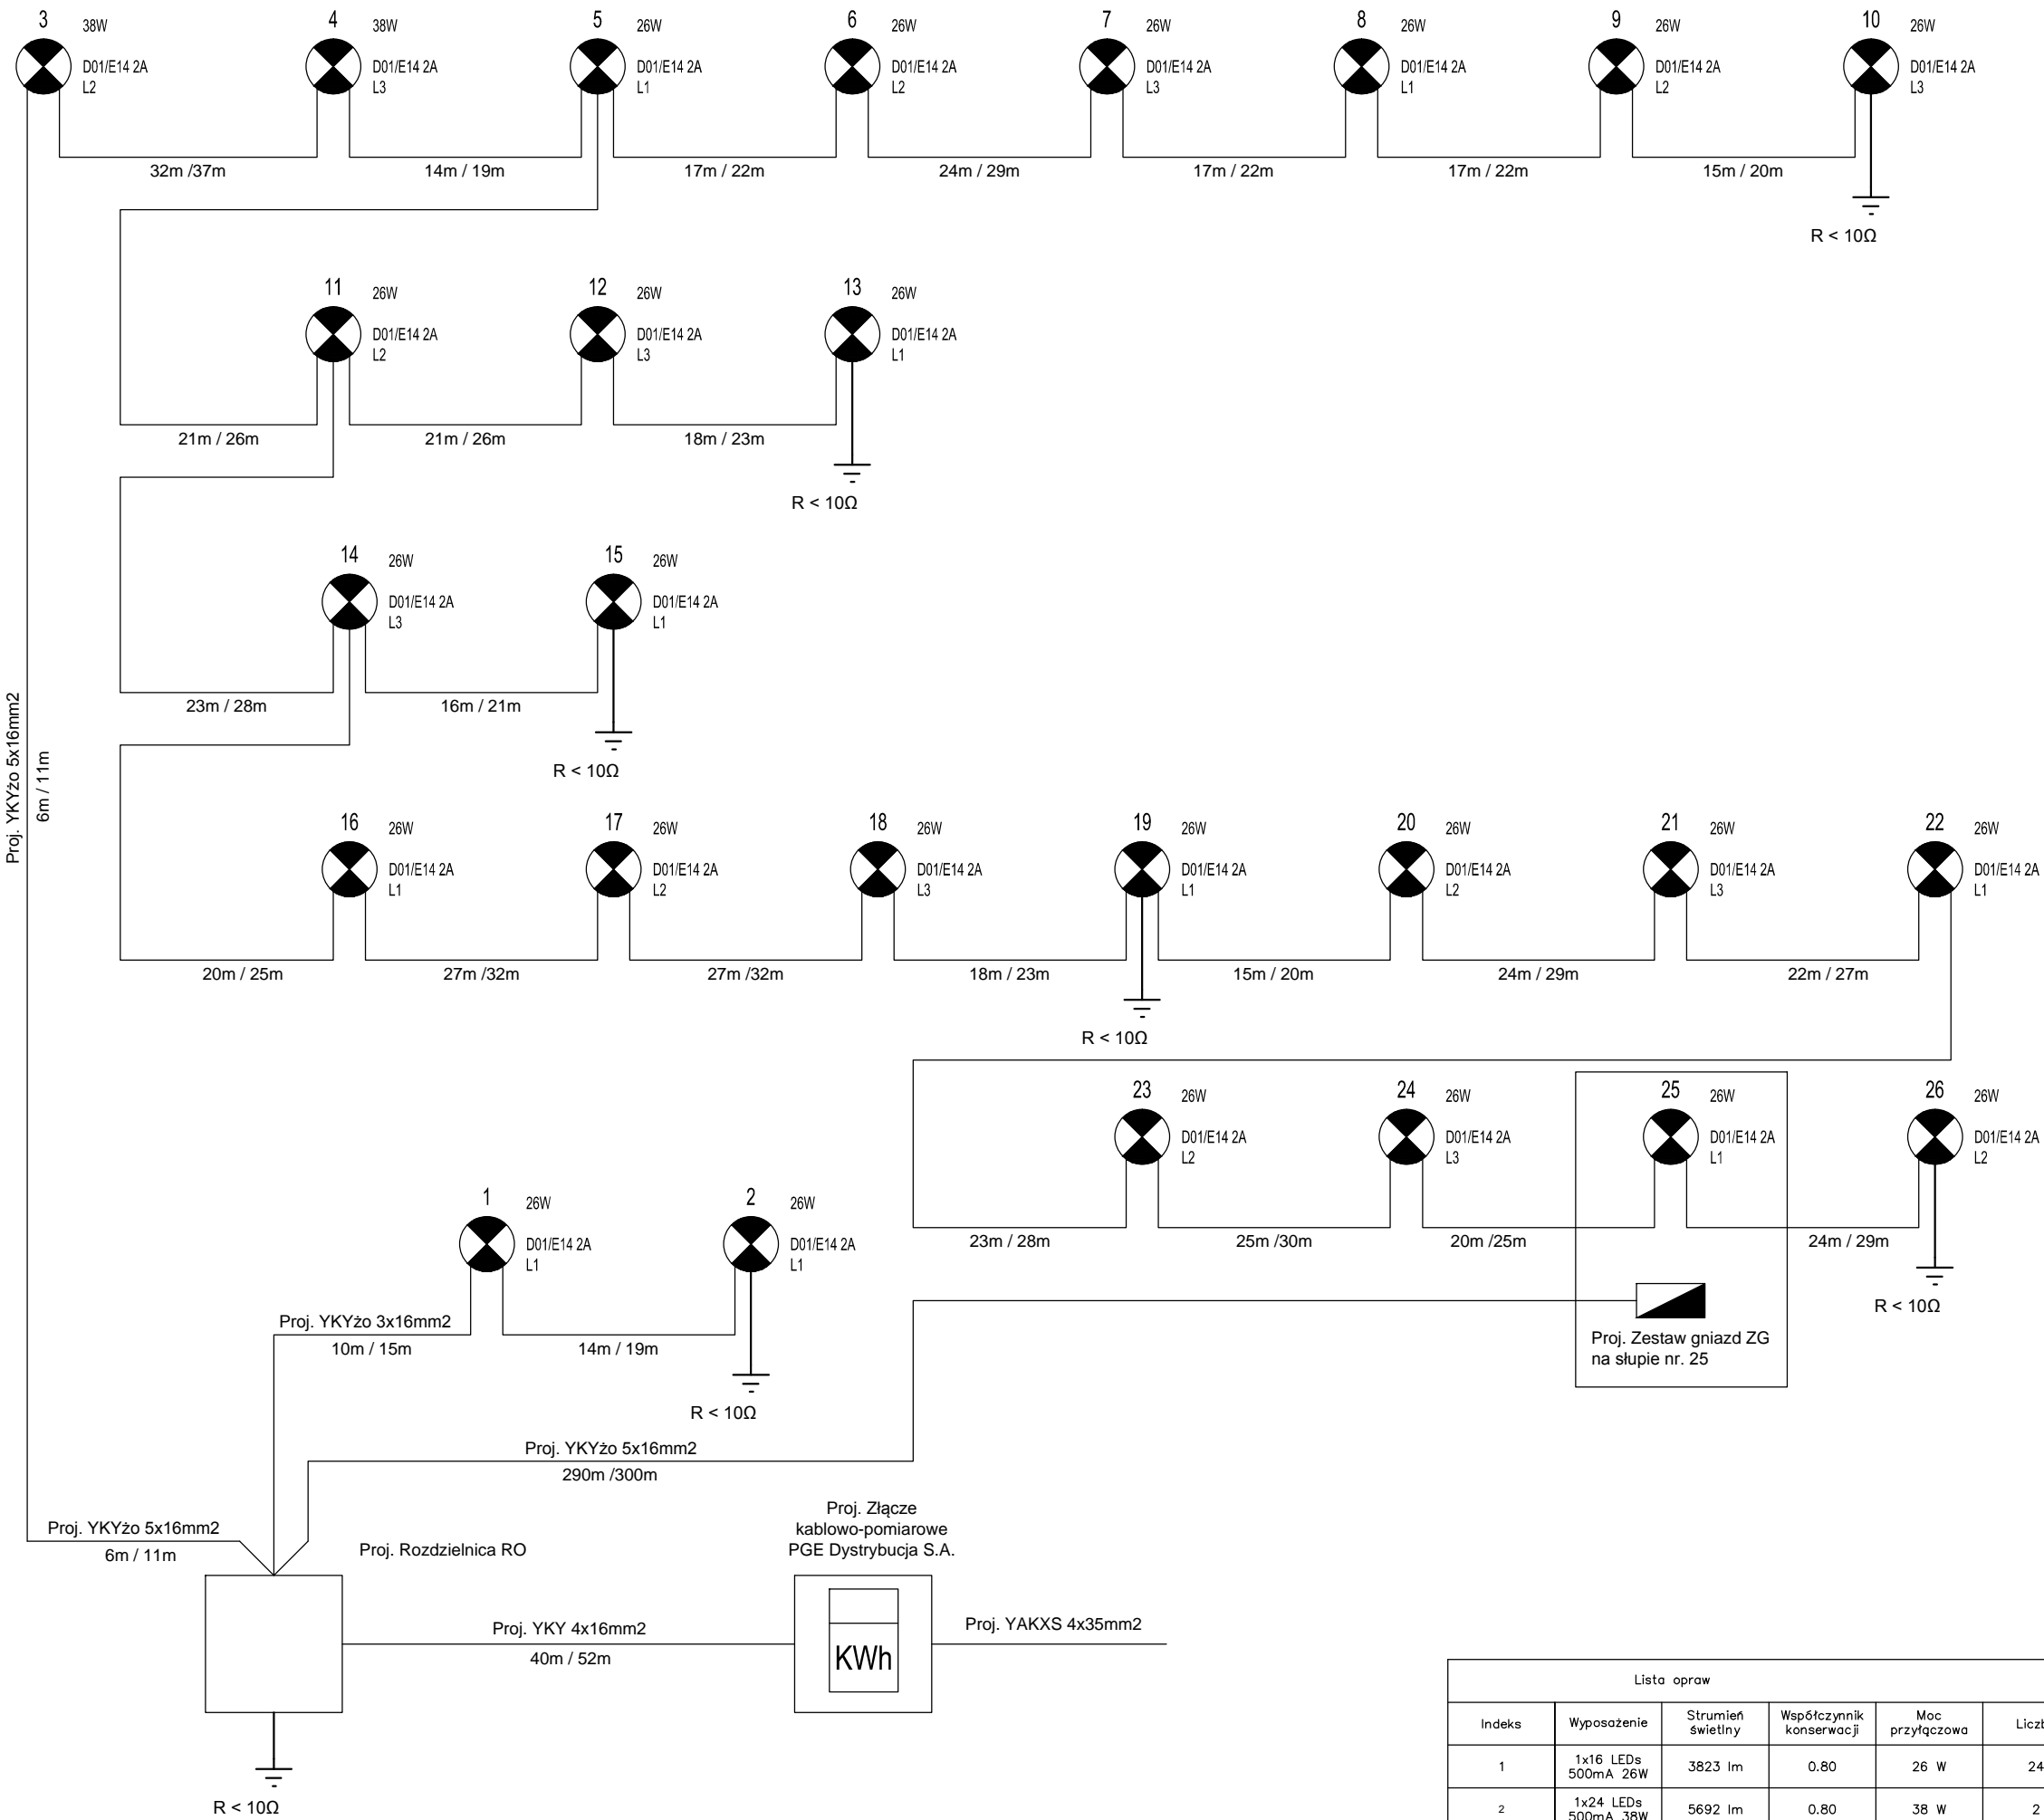 3 38W
D01/E14 2A
L2
4 38W
D01/E14 2A
L3
5 26W
D01/E14 2A
L1
6 26W
D01/E14 2A
L2
7 26W
D01/E14 2A
L3
8 26W
D01/E14 2A
L1
9 26W
D01/E14 2A
L2
10 26W
D01/E14 2A
L3
32m /37m
14m / 19m
17m / 22m
24m / 29m
17m / 22m
17m / 22m
15m / 20m
R < 10Ω
11 26W
D01/E14 2A
L2
12 26W
D01/E14 2A
L3
13 26W
D01/E14 2A
L1
21m / 26m
21m / 26m
18m / 23m
R < 10Ω
14 26W
D01/E14 2A
L3
15 26W
D01/E14 2A
L1
23m / 28m
16m / 21m
R < 10Ω
Proj. YKYżo 5x16mm2
6m / 11m
16 26W
D01/E14 2A
L1
17 26W
D01/E14 2A
L2
18 26W
D01/E14 2A
L3
19 26W
D01/E14 2A
L1
20 26W
D01/E14 2A
L2
21 26W
D01/E14 2A
L3
22 26W
D01/E14 2A
L1
20m / 25m
27m /32m
27m /32m
18m / 23m
15m / 20m
24m / 29m
22m / 27m
R < 10Ω
23 26W
D01/E14 2A
L2
24 26W
D01/E14 2A
L3
25 26W
D01/E14 2A
L1
26 26W
D01/E14 2A
L2
23m / 28m
25m /30m
20m /25m
24m / 29m
R < 10Ω
1 26W
D01/E14 2A
L1
2 26W
D01/E14 2A
L1
Proj. YKYżo 3x16mm2
10m / 15m
14m / 19m
R < 10Ω
Proj. Zestaw gniazd ZG
na słupie nr. 25
Proj. YKYżo 5x16mm2
290m /300m
Proj. YKYżo 5x16mm2
6m / 11m
Proj. Rozdzielnica RO
Proj. Złącze
kablowo-pomiarowe
PGE Dystrybucja S.A.
Proj. YKY 4x16mm2
40m / 52m
KWh
Proj. YAKXS 4x35mm2
R < 10Ω
Lista opraw
Indeks Wyposażenie Strumień świetlny Współczynnik konserwacji Moc przyłączowa
1 1x16 LEDs 500mA 26W 3823 lm 0.80 26 W 24
2 1x24 LEDs 500mA 38W 5692 lm 0.80 38 W 2